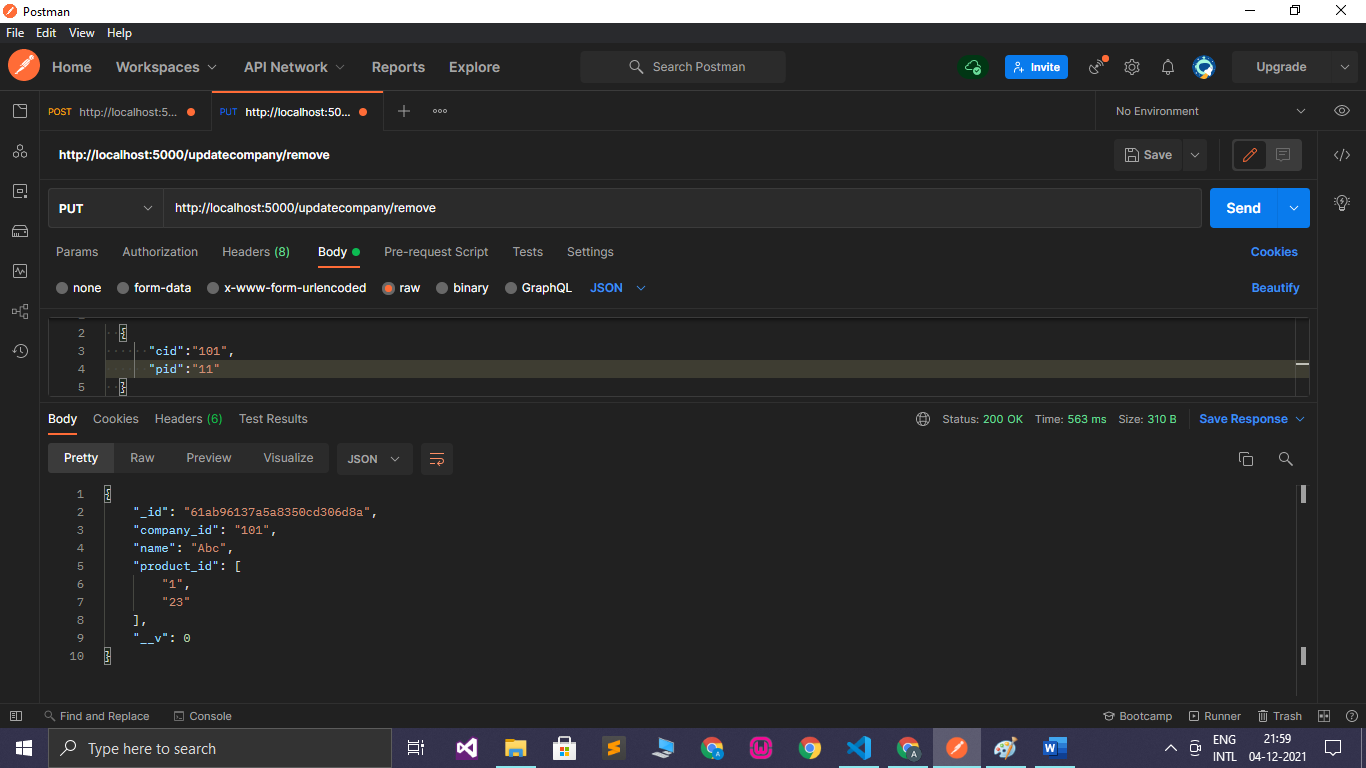 Postman
File Edit View Help
Home Workspaces API Network Reports Explore Search Postman Invite Upgrade
POST http://localhost:5... PUT http://localhost:50... No Environment
http://localhost:5000/updatecompany/remove Save
PUT http://localhost:5000/updatecompany/remove Send
Params Authorization Headers (8) Body Pre-request Script Tests Settings Cookies
none form-data x-www-form-urlencoded raw binary GraphQL JSON Beautify
2 {
3 "cid":"101",
4 "pid":"11"
5 }
Body Cookies Headers (6) Test Results Status: 200 OK Time: 563 ms Size: 310 B Save Response
Pretty Raw Preview Visualize JSON
1 {
2 "_id": "61ab96137a5a8350cd306d8a",
3 "company_id": "101",
4 "name": "Abc",
5 "product_id": [
6 "1",
7 "23"
8 ],
9 "__v": 0
10 }
Find and Replace Console Bootcamp Runner Trash
Type here to search ENG 21:59
INTL 04-12-2021